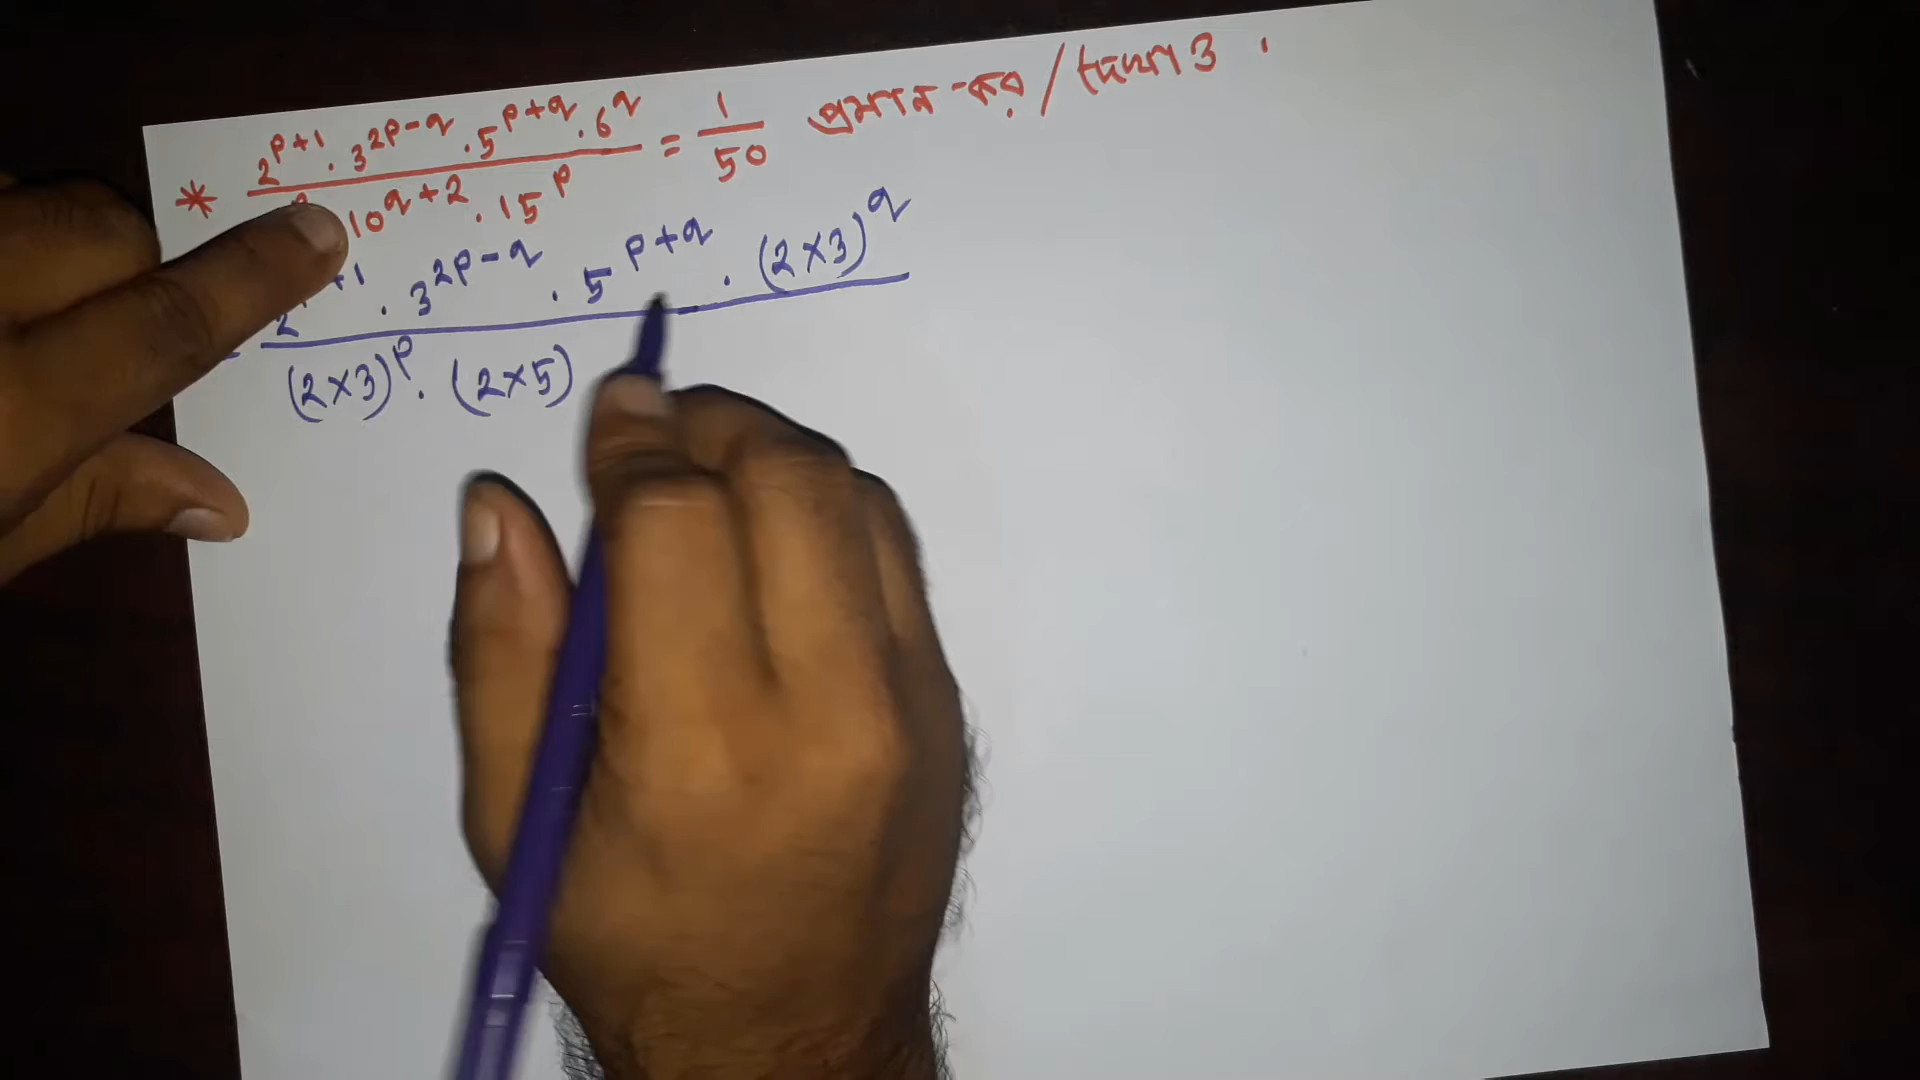 * 2^{p+1} . 3^{2p-q} . 5^{p+q} . 6^q = 1/50 প্রমাণ কর / দেখাও
10^{q+2} . 15^p
+1 . 3^{2p-q} . 5^{p+q} . (2×3)^q
(2×3)^p . (2×5)